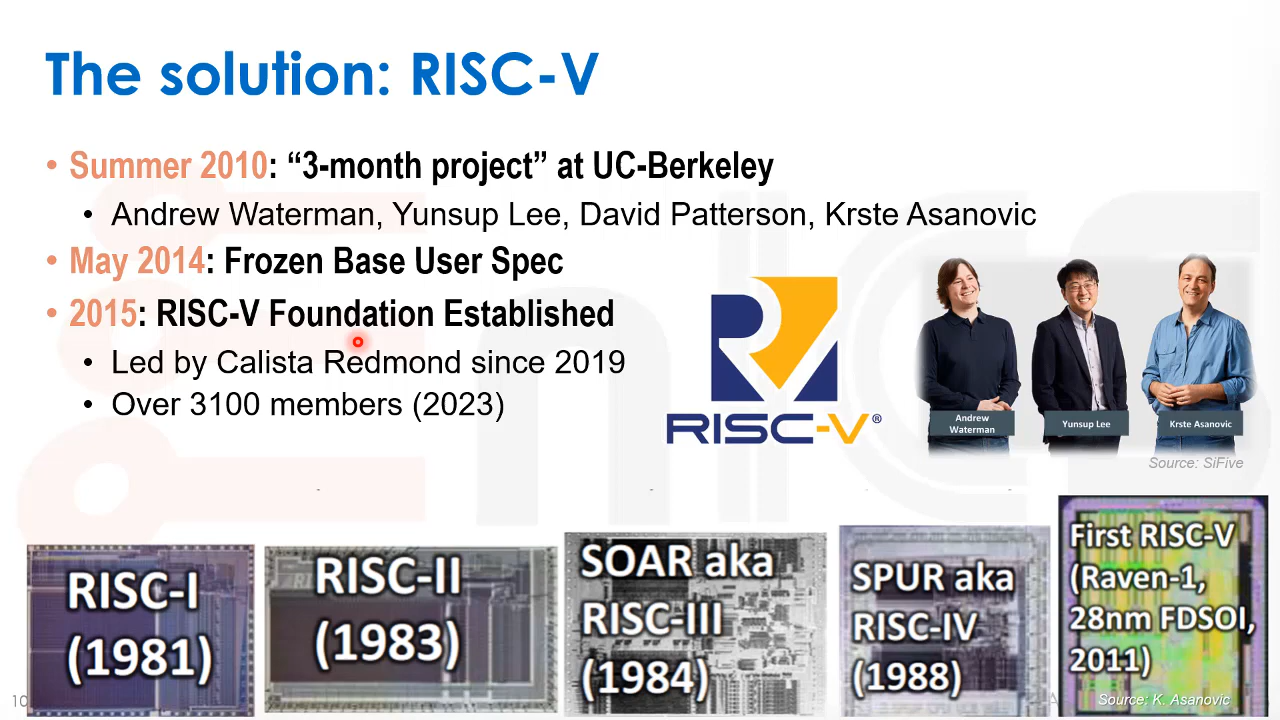 The solution: RISC-V
• Summer 2010: “3-month project” at UC-Berkeley
• Andrew Waterman, Yunsup Lee, David Patterson, Krste Asanovic
• May 2014: Frozen Base User Spec
• 2015: RISC-V Foundation Established
• Led by Calista Redmond since 2019
• Over 3100 members (2023)
RISC-V®
Andrew
Waterman
Yunsup Lee
Krste Asanovic
Source: SiFive
RISC-I
(1981)
RISC-II
(1983)
SOAR aka
RISC-III
(1984)
SPUR aka
RISC-IV
(1988)
First RISC-V
(Raven-1,
28nm FDSOI,
2011)
Source: K. Asanovic
10